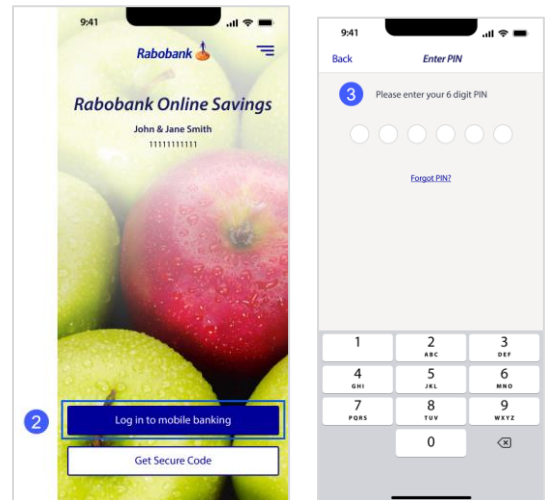 9:41
Rabobank
Rabobank Online Savings
John & Jane Smith
11111111111
2
Log in to mobile banking
Get Secure Code
9:41
Back
Enter PIN
3
Please enter your 6 digit PIN
Forgot PIN?
1 2 3
ABC DEF
4 5 6
GHI JKL MNO
7 8 9
PQRS TUV WXYZ
0